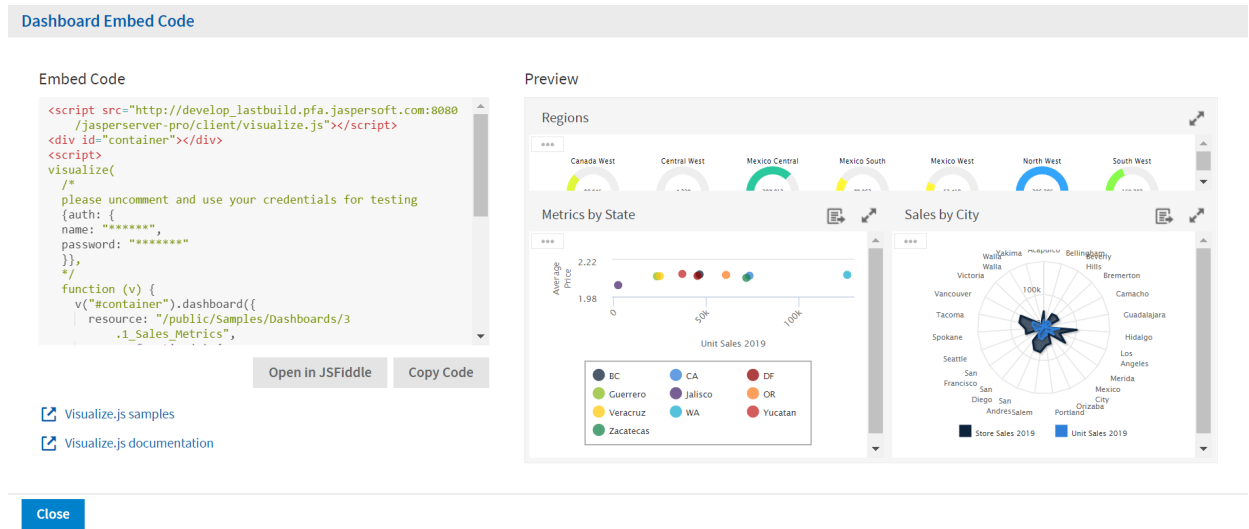 Dashboard Embed Code
Embed Code
<script src="http://develop_lastbuild.pfa.jaspersoft.com:8080
/jasperserver-pro/client/visualize.js"></script>
<div id="container"></div>
<script>
visualize(
/*
please uncomment and use your credentials for testing
{auth: {
name: "******",
password: "*******"
}},
*/
function (v) {
v("#container").dashboard({
resource: "/public/Samples/Dashboards/3
.1_Sales_Metrics",
Open in JSFiddle
Copy Code
Visualize.js samples
Visualize.js documentation
Close
Preview
Regions
Canada West Central West Mexico Central Mexico South Mexico West North West South West
Metrics by State
Average
Price
2.22
1.98
0 50k 100k
Unit Sales 2019
BC CA DF
Guerrero Jalisco OR
Veracruz WA Yucatan
Zacatecas
Sales by City
Acapulco
Bellingham
Beverly
Hills
Bremerton
Camacho
Guadalajara
Hidalgo
Los
Angeles
Merida
Mexico
City
Orizaba
Portland
Salem
San
Andres
San
Diego
San
Francisco
Seattle
Spokane
Tacoma
Vancouver
Victoria
Walla
Walla
Yakima
100k
Store Sales 2019 Unit Sales 2019